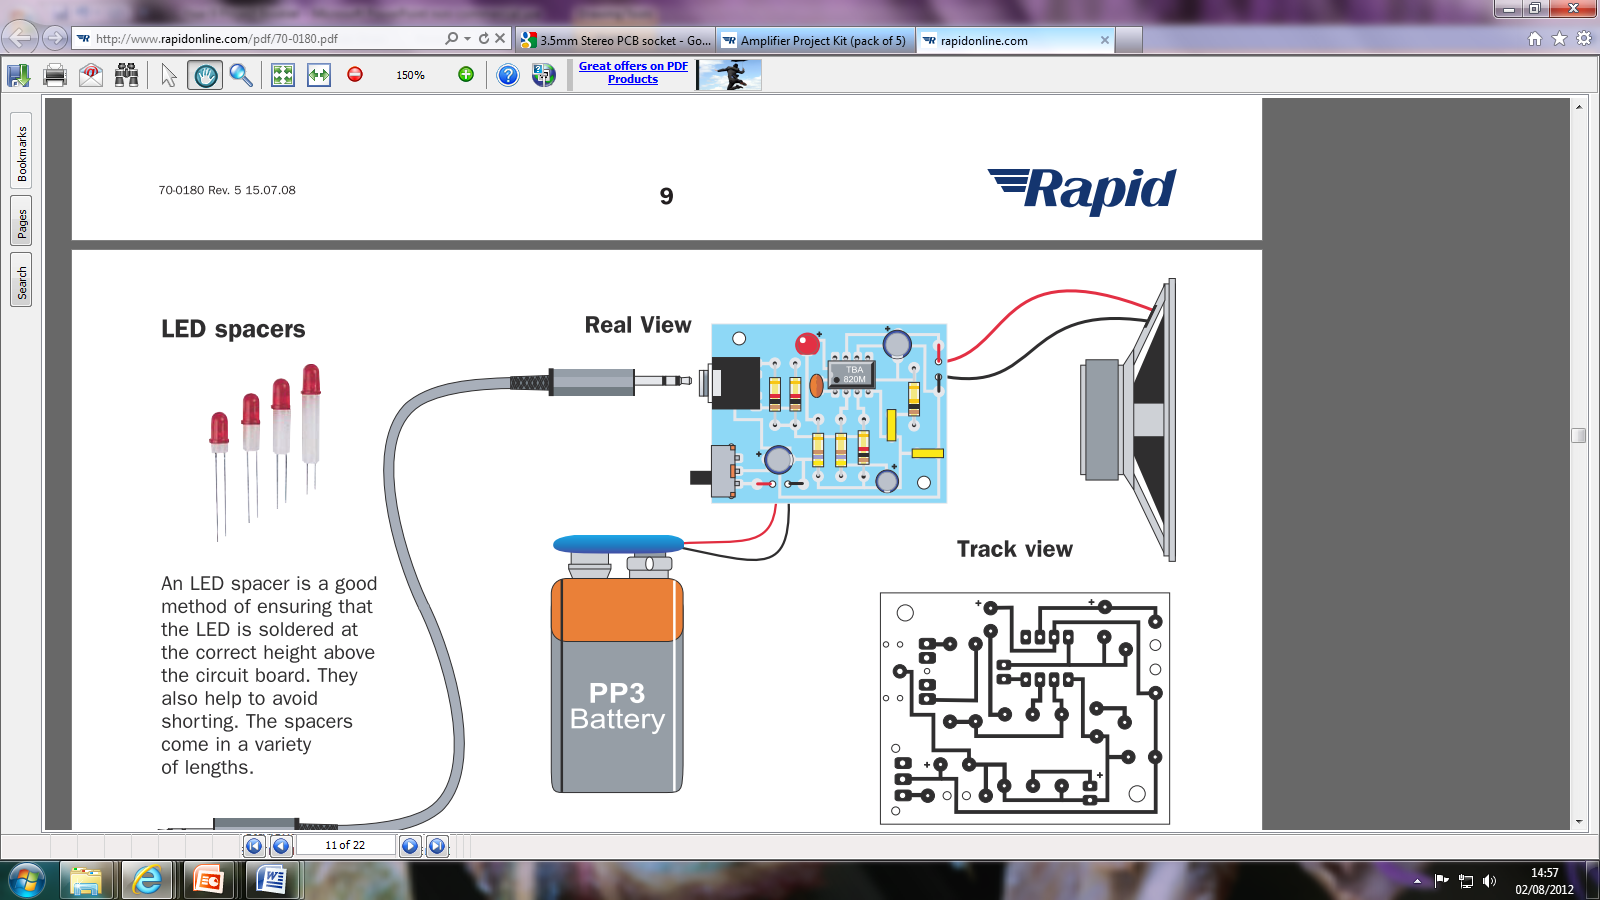 http://www.rapidonline.com/pdf/70-0180.pdf
3.5mm Stereo PCB socket - Go...
Amplifier Project Kit (pack of 5)
rapidonline.com
150%
Great offers on PDF
Products
Bookmarks
Pages
Search
70-0180 Rev. 5 15.07.08
9
Rapid
LED spacers
Real View
TBA
820M
An LED spacer is a good
method of ensuring that
the LED is soldered at
the correct height above
the circuit board. They
also help to avoid
shorting. The spacers
come in a variety
of lengths.
PP3
Battery
Track view
11 of 22
14:57
02/08/2012